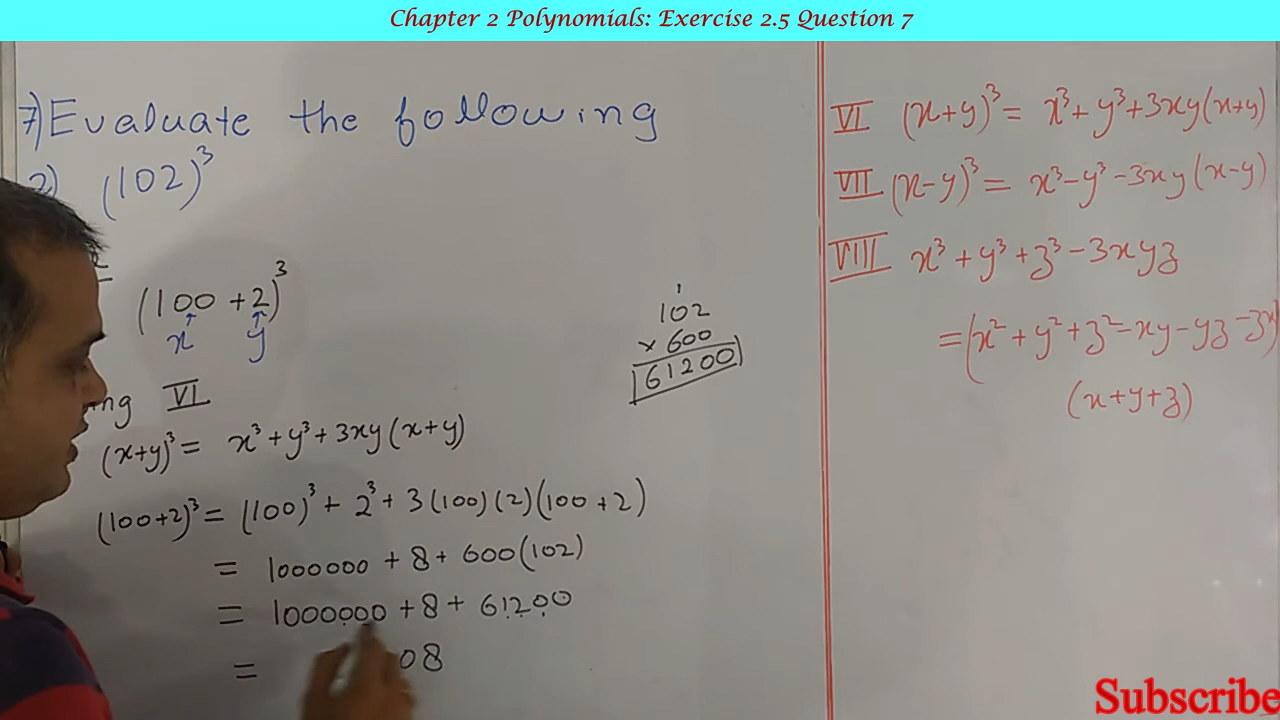 Chapter 2 Polynomials: Exercise 2.5 Question 7
7) Evaluate the following
2) (102)³
(100 + 2)³
x y
VI
(x+y)³ = x³ + y³ + 3xy (x+y)
(100+2)³ = (100)³ + 2³ + 3 (100) (2) (100 + 2)
= 1000000 + 8 + 600 (102)
= 1000000 + 8 + 61200
= 08
1
102
× 600
61200
VI (x+y)³ = x³ + y³ + 3xy (x+y)
VII (x-y)³ = x³ - y³ - 3xy (x-y)
VIII x³ + y³ + z³ - 3xyz
= (x² + y² + z² - xy - yz - zx)
(x+y+z)
Subscribe